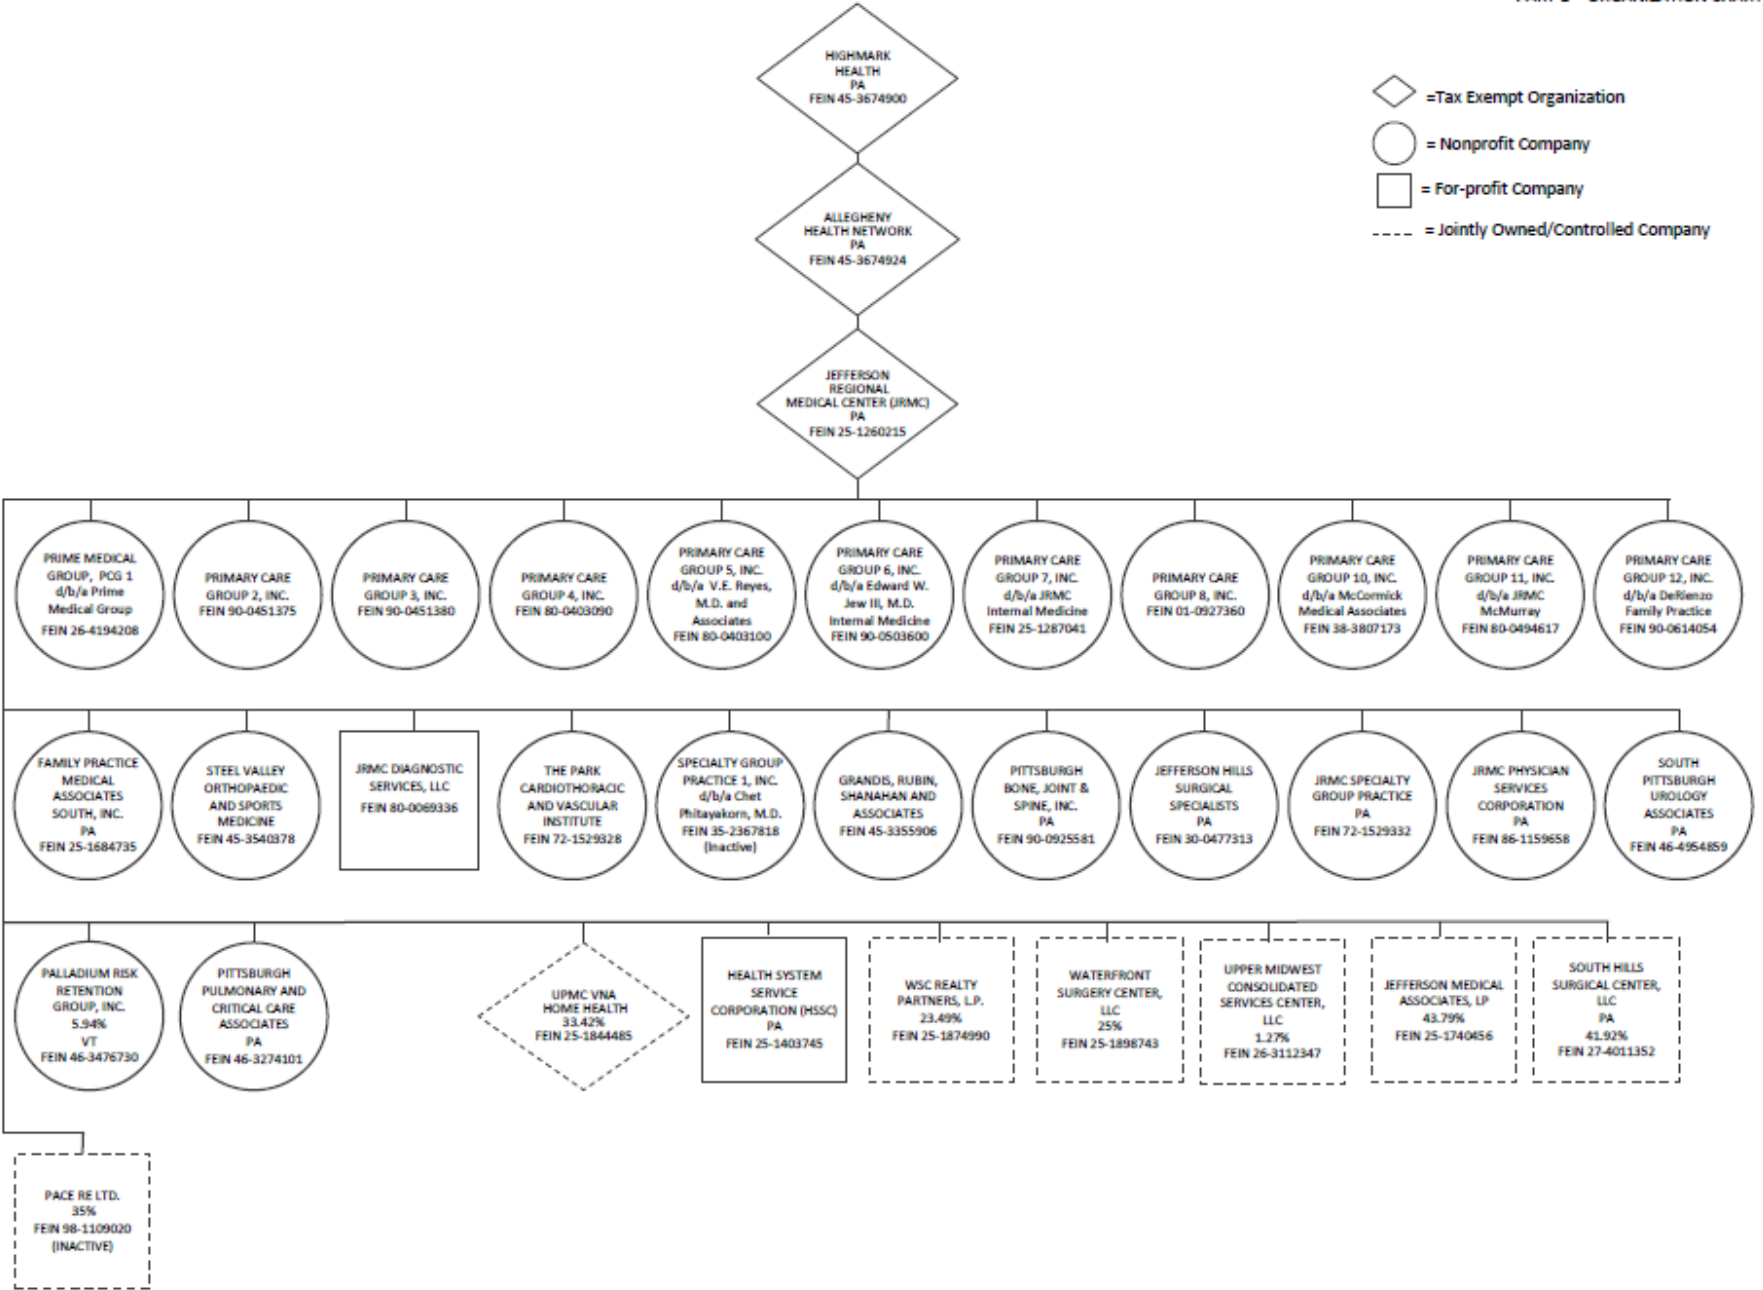 HIGHMARK
HEALTH
PA
FEIN 45-3674900
=Tax Exempt Organization
= Nonprofit Company
= For-profit Company
= Jointly Owned/Controlled Company
ALLEGHENY
HEALTH NETWORK
PA
FEIN 45-3674924
JEFFERSON
REGIONAL
MEDICAL CENTER (JRMC)
PA
FEIN 25-1260215
PRIME MEDICAL
GROUP, PCG 1
d/b/a Prime
Medical Group
FEIN 26-4194208
PRIMARY CARE
GROUP 2, INC.
FEIN 90-0451375
PRIMARY CARE
GROUP 3, INC.
FEIN 90-0451380
PRIMARY CARE
GROUP 4, INC.
FEIN 80-0403090
PRIMARY CARE
GROUP 5, INC.
d/b/a V.E. Reyes,
M.D. and
Associates
FEIN 80-0403100
PRIMARY CARE
GROUP 6, INC.
d/b/a Edward W.
Jew III, M.D.
Internal Medicine
FEIN 90-0503600
PRIMARY CARE
GROUP 7, INC.
d/b/a JRMC
Internal Medicine
FEIN 25-1287041
PRIMARY CARE
GROUP 8, INC.
FEIN 01-0927360
PRIMARY CARE
GROUP 10, INC.
d/b/a McCormick
Medical Associates
FEIN 38-3807173
PRIMARY CARE
GROUP 11, INC.
d/b/a JRMC
McMurray
FEIN 80-0494617
PRIMARY CARE
GROUP 12, INC.
d/b/a DeRienzo
Family Practice
FEIN 90-0614054
FAMILY PRACTICE
MEDICAL
ASSOCIATES
SOUTH, INC.
PA
FEIN 25-1684735
STEEL VALLEY
ORTHOPAEDIC
AND SPORTS
MEDICINE
FEIN 45-3540378
JRMC DIAGNOSTIC
SERVICES, LLC
FEIN 80-0069336
THE PARK
CARDIOTHORACIC
AND VASCULAR
INSTITUTE
FEIN 72-1529328
SPECIALTY GROUP
PRACTICE 1, INC.
d/b/a Chet
Phitayakorn, M.D.
FEIN 35-2367818
(Inactive)
GRANDIS, RUBIN,
SHANAHAN AND
ASSOCIATES
FEIN 45-3355906
PITTSBURGH
BONE, JOINT &
SPINE, INC.
PA
FEIN 90-0925581
JEFFERSON HILLS
SURGICAL
SPECIALISTS
PA
FEIN 30-0477313
JRMC SPECIALTY
GROUP PRACTICE
PA
FEIN 72-1529332
JRMC PHYSICIAN
SERVICES
CORPORATION
PA
FEIN 86-1159658
SOUTH
PITTSBURGH
UROLOGY
ASSOCIATES
PA
FEIN 46-4954859
PALLADIUM RISK
RETENTION
GROUP, INC.
5.94%
VT
FEIN 46-3476730
PITTSBURGH
PULMONARY AND
CRITICAL CARE
ASSOCIATES
PA
FEIN 46-3274101
UPMC VNA
HOME HEALTH
33.42%
FEIN 25-1844485
HEALTH SYSTEM
SERVICE
CORPORATION (HSSC)
PA
FEIN 25-1403745
WSC REALTY
PARTNERS, L.P.
23.49%
FEIN 25-1874990
WATERFRONT
SURGERY CENTER,
LLC
25%
FEIN 25-1898743
UPPER MIDWEST
CONSOLIDATED
SERVICES CENTER,
LLC
1.27%
FEIN 26-3112347
JEFFERSON MEDICAL
ASSOCIATES, LP
43.79%
FEIN 25-1740456
SOUTH HILLS
SURGICAL CENTER,
LLC
PA
41.92%
FEIN 27-4011352
PACE RE LTD.
35%
FEIN 98-1109020
(INACTIVE)